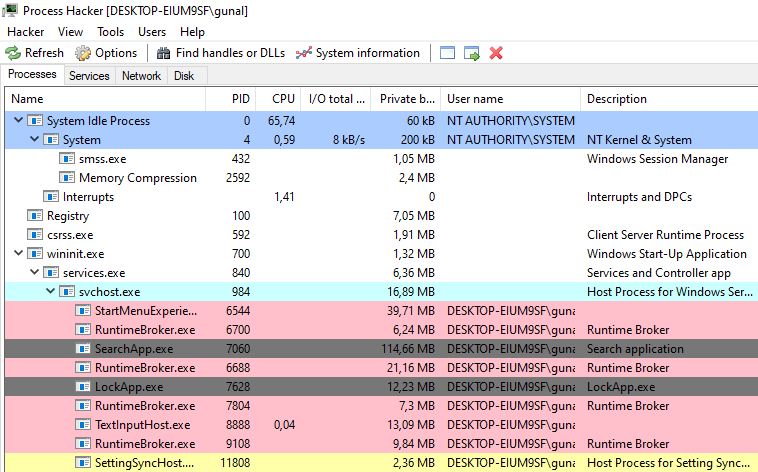 Process Hacker [DESKTOP-EIUM9SF\gunal]
Hacker View Tools Users Help
Refresh Options Find handles or DLLs System information
Processes Services Network Disk
Name PID CPU I/O total ... Private b... User name Description
System Idle Process 0 65,74 60 kB NT AUTHORITY\SYSTEM
System 4 0,59 8 kB/s 200 kB NT AUTHORITY\SYSTEM NT Kernel & System
smss.exe 432 1,05 MB Windows Session Manager
Memory Compression 2592 2,4 MB
Interrupts 1,41 0 Interrupts and DPCs
Registry 100 7,05 MB
csrss.exe 592 1,91 MB Client Server Runtime Process
wininit.exe 700 1,32 MB Windows Start-Up Application
services.exe 840 6,36 MB Services and Controller app
svchost.exe 984 16,89 MB Host Process for Windows Ser...
StartMenuExperie... 6544 39,71 MB DESKTOP-EIUM9SF\guna
RuntimeBroker.exe 6700 6,24 MB DESKTOP-EIUM9SF\guna Runtime Broker
SearchApp.exe 7060 114,66 MB DESKTOP-EIUM9SF\guna Search application
RuntimeBroker.exe 6688 21,16 MB DESKTOP-EIUM9SF\guna Runtime Broker
LockApp.exe 7628 12,23 MB DESKTOP-EIUM9SF\guna LockApp.exe
RuntimeBroker.exe 7804 7,3 MB DESKTOP-EIUM9SF\guna Runtime Broker
TextInputHost.exe 8888 0,04 13,09 MB DESKTOP-EIUM9SF\guna
RuntimeBroker.exe 9108 9,84 MB DESKTOP-EIUM9SF\guna Runtime Broker
SettingSyncHost.... 11808 2,36 MB DESKTOP-EIUM9SF\guna Host Process for Setting Sync...